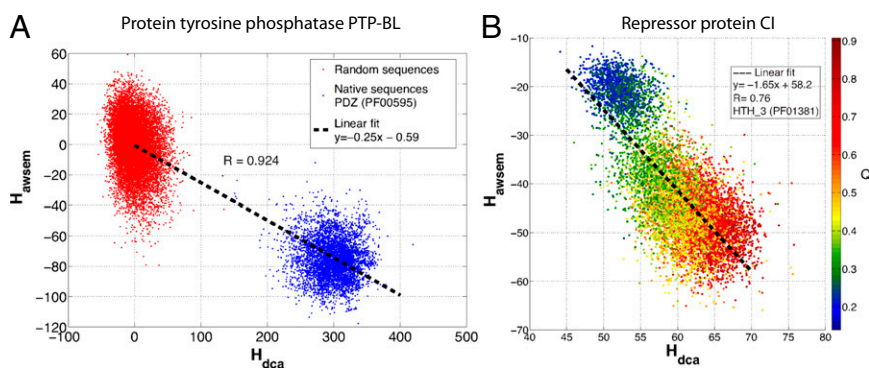 A
Protein tyrosine phosphatase PTP-BL
60
40
20
0
−20
−40
−60
−80
−100
−120
H_awsem
−100
0
100
200
300
400
500
H_dca
Random sequences
Native sequences
PDZ (PF00595)
Linear fit
y=−0.25x − 0.59
R = 0.924
B
Repressor protein CI
−10
−20
−30
−40
−50
−60
−70
H_awsem
40
45
50
55
60
65
70
75
80
H_dca
Linear fit
y= −1.65x + 58.2
R= 0.76
HTH_3 (PF01381)
0.9
0.8
0.7
0.6
0.5
0.4
0.3
0.2
Q